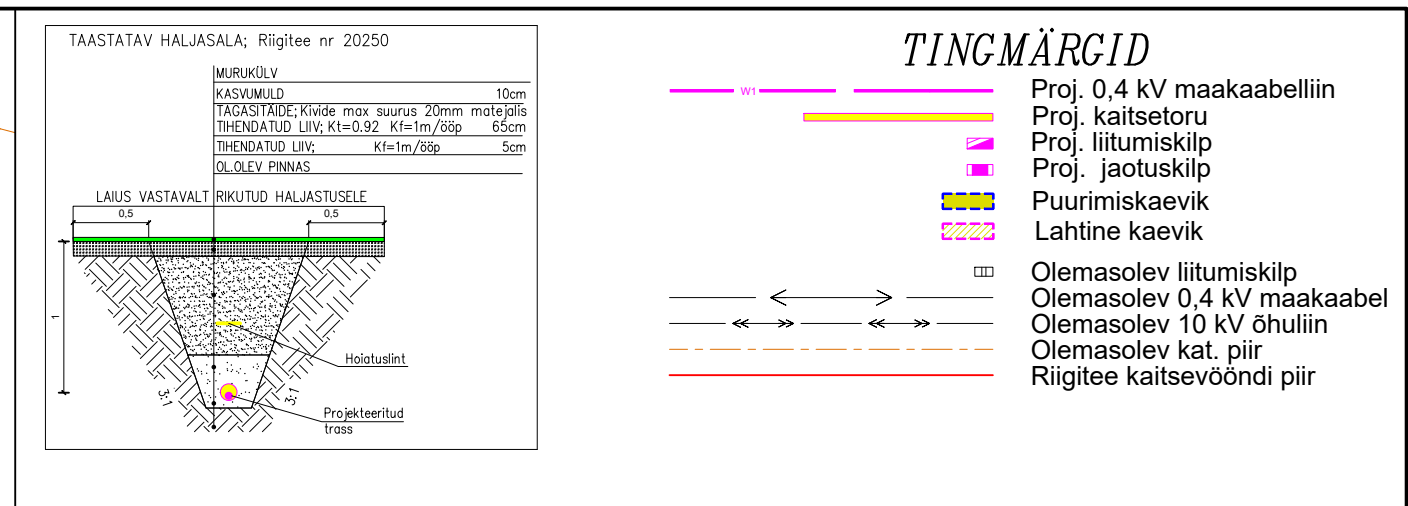 TAASTATAV HALJASALA; Riigitee nr 20250
MURUKÜLV
KASVUMULD 10cm
TAGASITÄIDE; Kivide max suurus 20mm matejalis
TIHENDATUD LIIV; Kt=0.92 Kf=1m/ööp 65cm
TIHENDATUD LIIV; Kf=1m/ööp 5cm
OL.OLEV PINNAS
LAIUS VASTAVALT RIKUTUD HALJASTUSELE
0,5 0,5
1
Hoiatuslint
3:1 3:1
Projekteeritud
trass
TINGMÄRGID
W1 Proj. 0,4 kV maakaabelliin
Proj. kaitsetoru
Proj. liitumiskilp
Proj. jaotuskilp
Puurimiskaevik
Lahtine kaevik
Olemasolev liitumiskilp
Olemasolev 0,4 kV maakaabel
Olemasolev 10 kV õhuliin
Olemasolev kat. piir
Riigitee kaitsevööndi piir